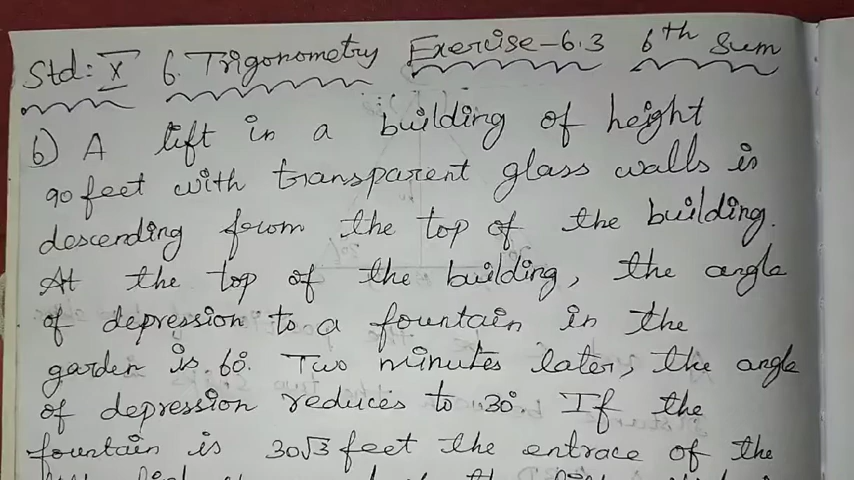 Std: X 6. Trigonometry Exercise-6.3 6th Sum
6) A lift in a building of height
90 feet with transparent glass walls is
descending from the top of the building.
At the top of the building, the angle
of depression to a fountain in the
garden is 60°. Two minutes later, the angle
of depression reduces to 30°. If the
fountain is 30√3 feet the entrace of the